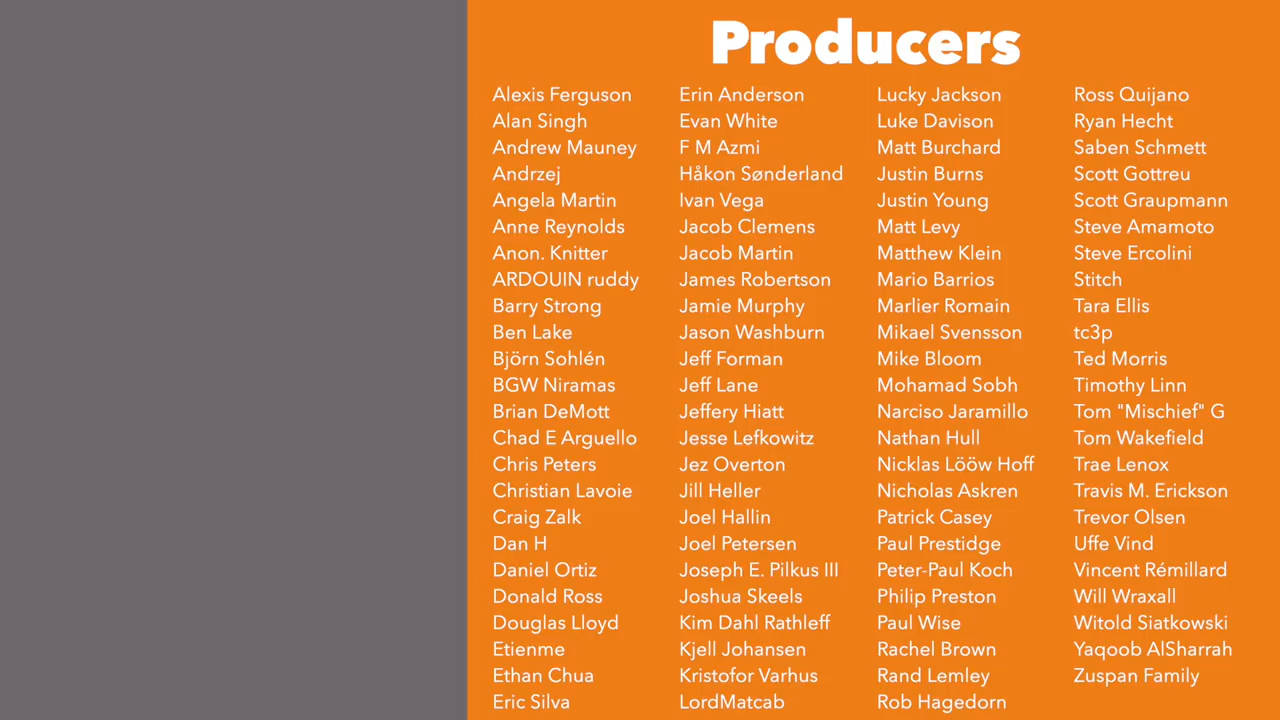 Producers
Alexis Ferguson
Alan Singh
Andrew Mauney
Andrzej
Angela Martin
Anne Reynolds
Anon. Knitter
ARDOUIN ruddy
Barry Strong
Ben Lake
Björn Sohlén
BGW Niramas
Brian DeMott
Chad E Arguello
Chris Peters
Christian Lavoie
Craig Zalk
Dan H
Daniel Ortiz
Donald Ross
Douglas Lloyd
Etienme
Ethan Chua
Eric Silva
Erin Anderson
Evan White
F M Azmi
Håkon Sønderland
Ivan Vega
Jacob Clemens
Jacob Martin
James Robertson
Jamie Murphy
Jason Washburn
Jeff Forman
Jeff Lane
Jeffery Hiatt
Jesse Lefkowitz
Jez Overton
Jill Heller
Joel Hallin
Joel Petersen
Joseph E. Pilkus III
Joshua Skeels
Kim Dahl Rathleff
Kjell Johansen
Kristofor Varhus
LordMatcab
Lucky Jackson
Luke Davison
Matt Burchard
Justin Burns
Justin Young
Matt Levy
Matthew Klein
Mario Barrios
Marlier Romain
Mikael Svensson
Mike Bloom
Mohamad Sobh
Narciso Jaramillo
Nathan Hull
Nicklas Lööw Hoff
Nicholas Askren
Patrick Casey
Paul Prestidge
Peter-Paul Koch
Philip Preston
Paul Wise
Rachel Brown
Rand Lemley
Rob Hagedorn
Ross Quijano
Ryan Hecht
Saben Schmett
Scott Gottreu
Scott Graupmann
Steve Amamoto
Steve Ercolini
Stitch
Tara Ellis
tc3p
Ted Morris
Timothy Linn
Tom "Mischief" G
Tom Wakefield
Trae Lenox
Travis M. Erickson
Trevor Olsen
Uffe Vind
Vincent Rémillard
Will Wraxall
Witold Siatkowski
Yaqoob AlSharrah
Zuspan Family